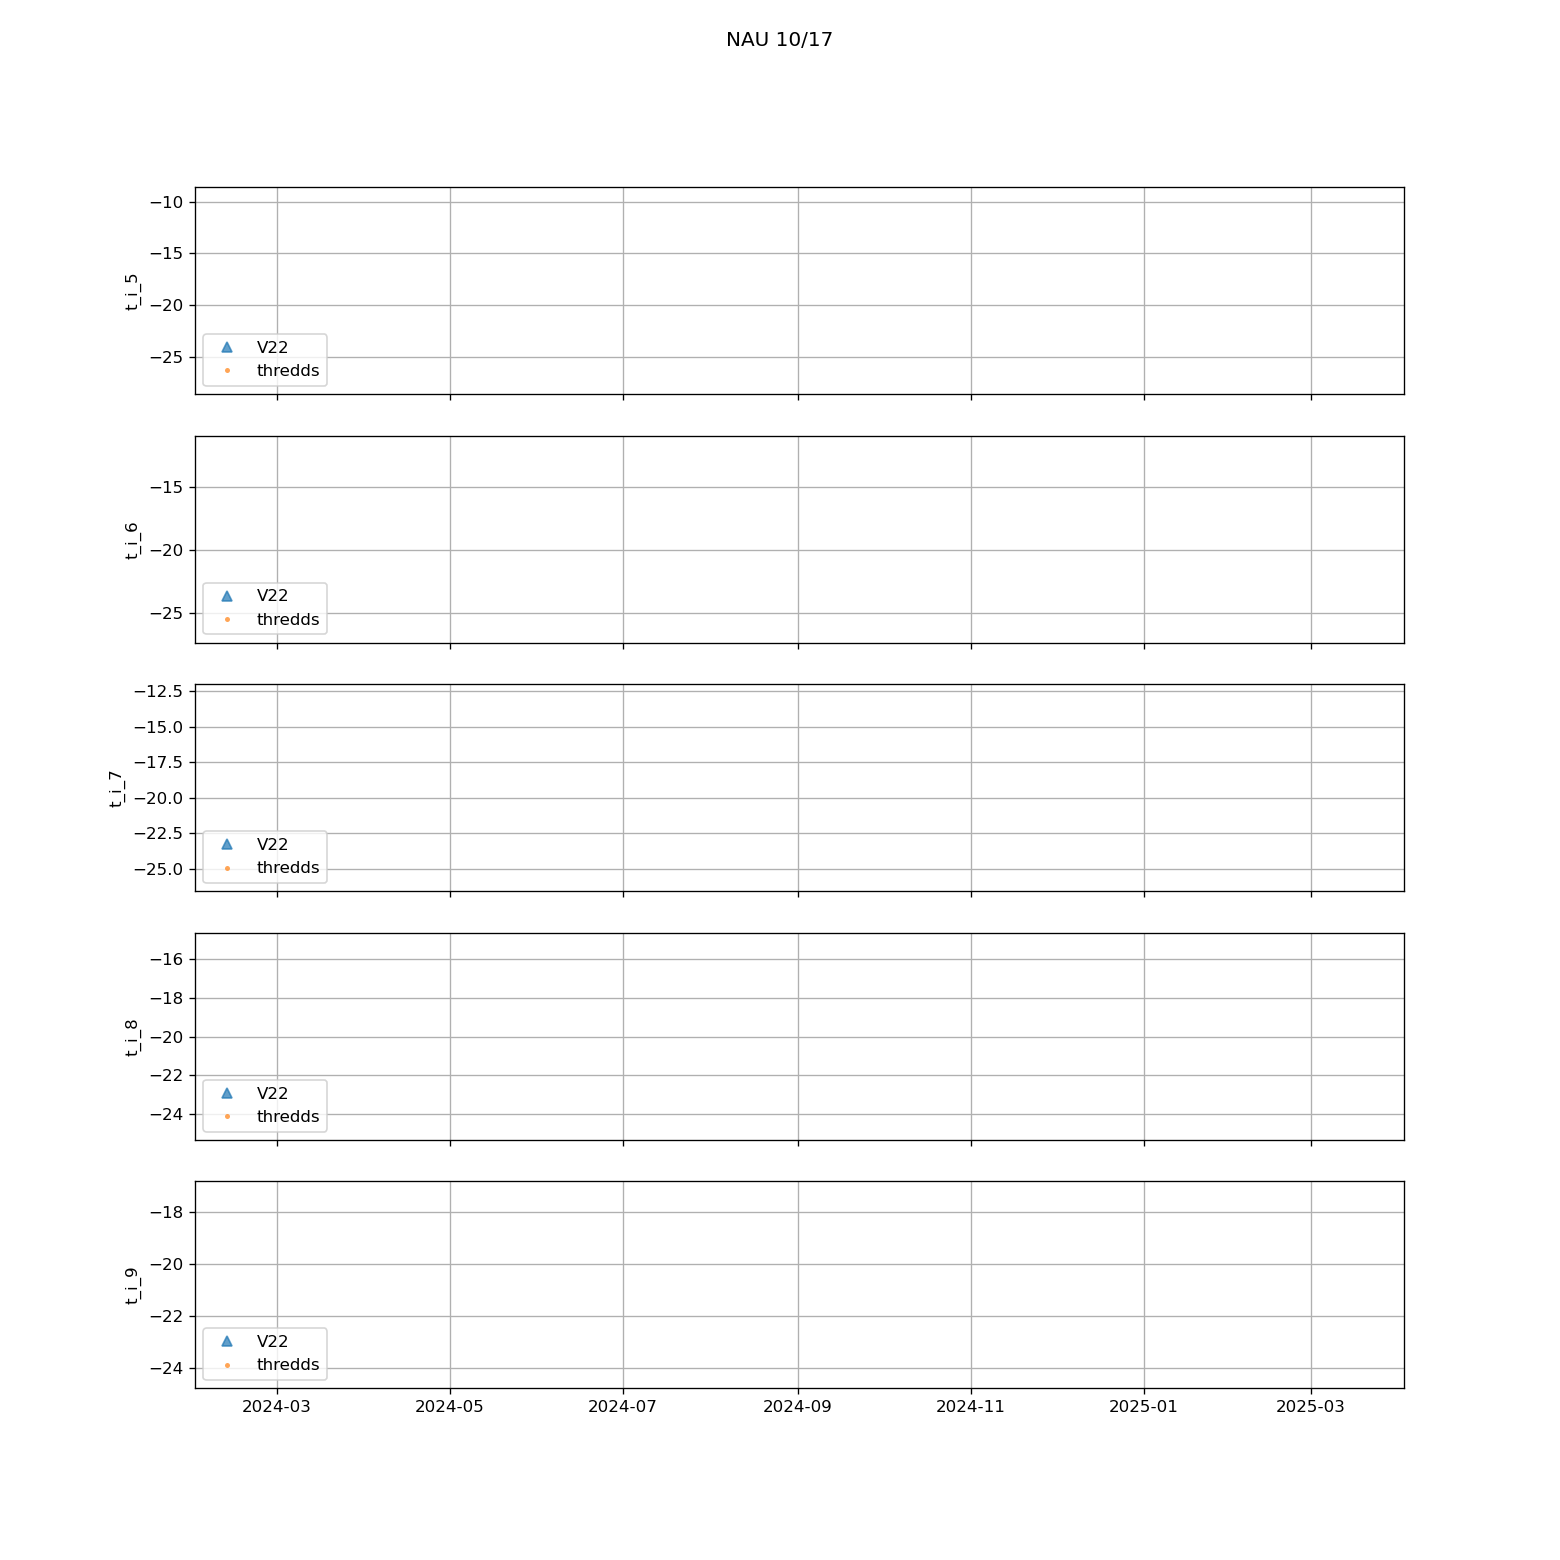 NAU 10/17
−10
−15
−20
−25
t_i_5
V22
thredds
−15
−20
−25
t_i_6
V22
thredds
−12.5
−15.0
−17.5
−20.0
−22.5
−25.0
t_i_7
V22
thredds
−16
−18
−20
−22
−24
t_i_8
V22
thredds
−18
−20
−22
−24
t_i_9
V22
thredds
2024-03 2024-05 2024-07 2024-09 2024-11 2025-01 2025-03